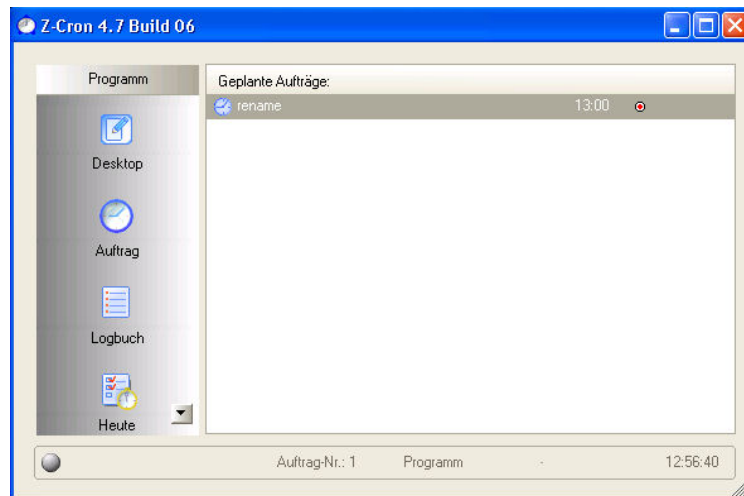 Z-Cron 4.7 Build 06
Programm
Geplante Aufträge:
rename 13:00
Desktop
Auftrag
Logbuch
Heute
Auftrag-Nr.: 1 Programm - 12:56:40